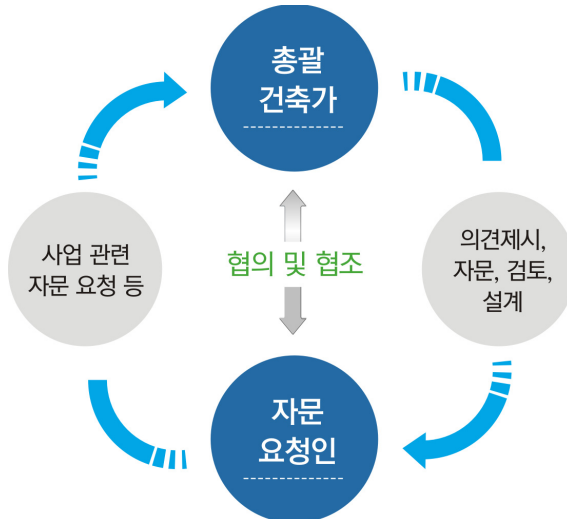 총괄
건축가
사업 관련
자문 요청 등
협의 및 협조
의견제시,
자문, 검토,
설계
자문
요청인